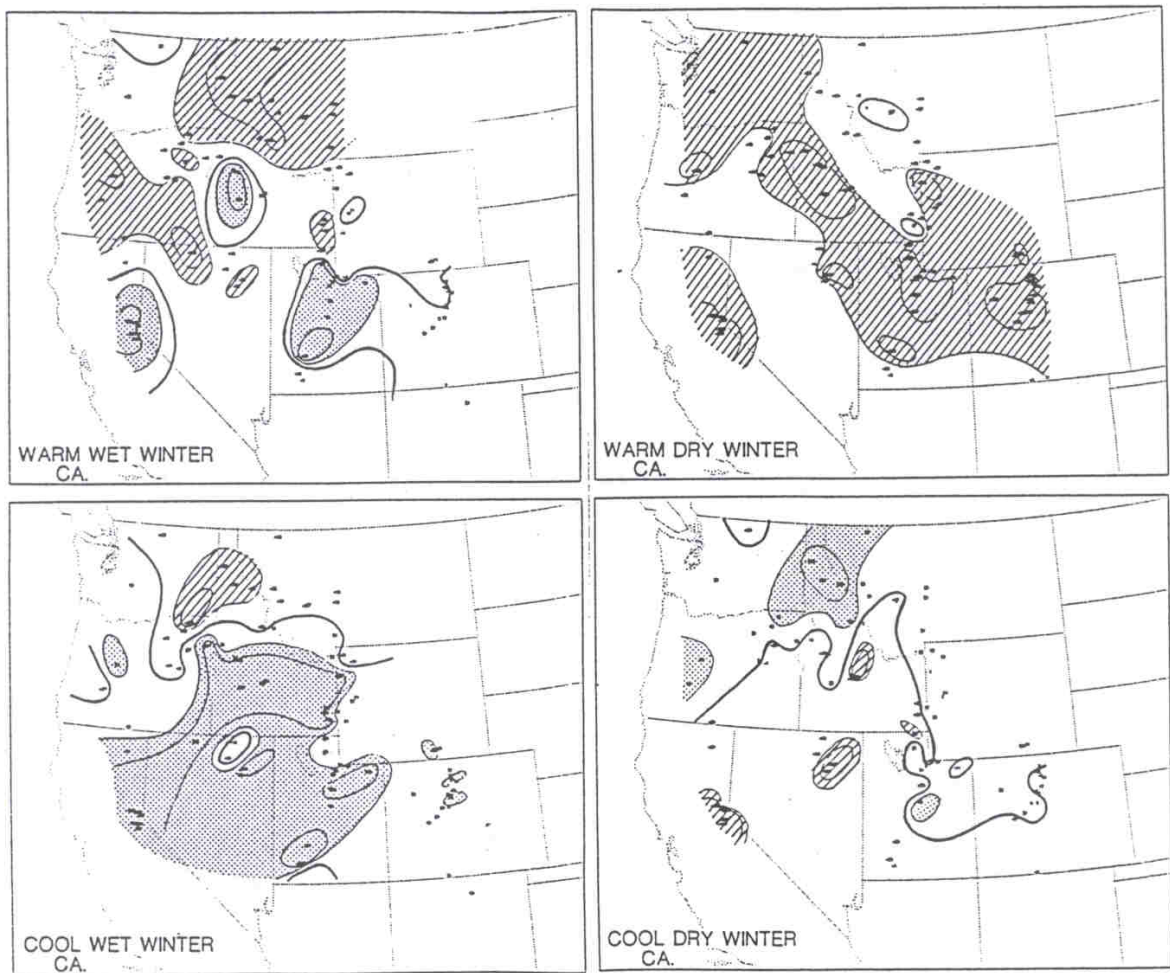 WARM WET WINTER
CA.
WARM DRY WINTER
CA.
COOL WET WINTER
CA.
COOL DRY WINTER
CA.